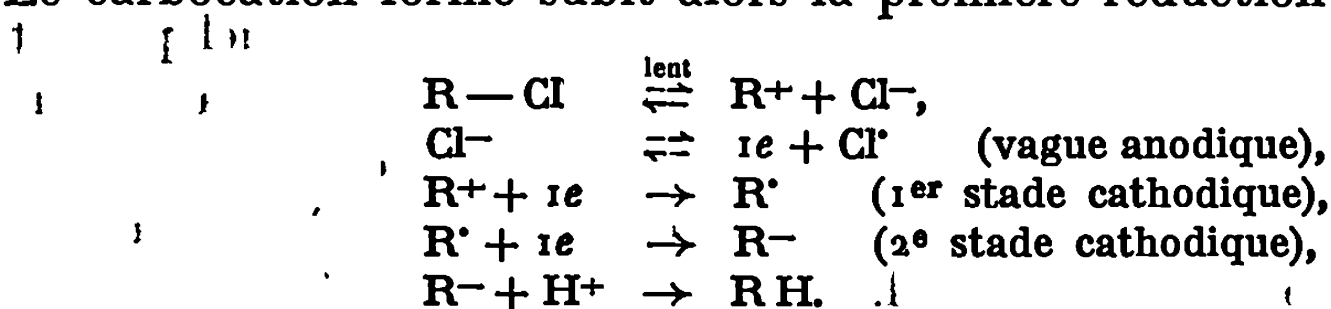 Le carbocation formé subit alors la première réduction
R — Cl ⇌ (lent) R+ + Cl−,
Cl− ⇌ 1e + Cl• (vague anodique),
R+ + 1e → R• (1er stade cathodique),
R• + 1e → R− (2e stade cathodique),
R− + H+ → R H.